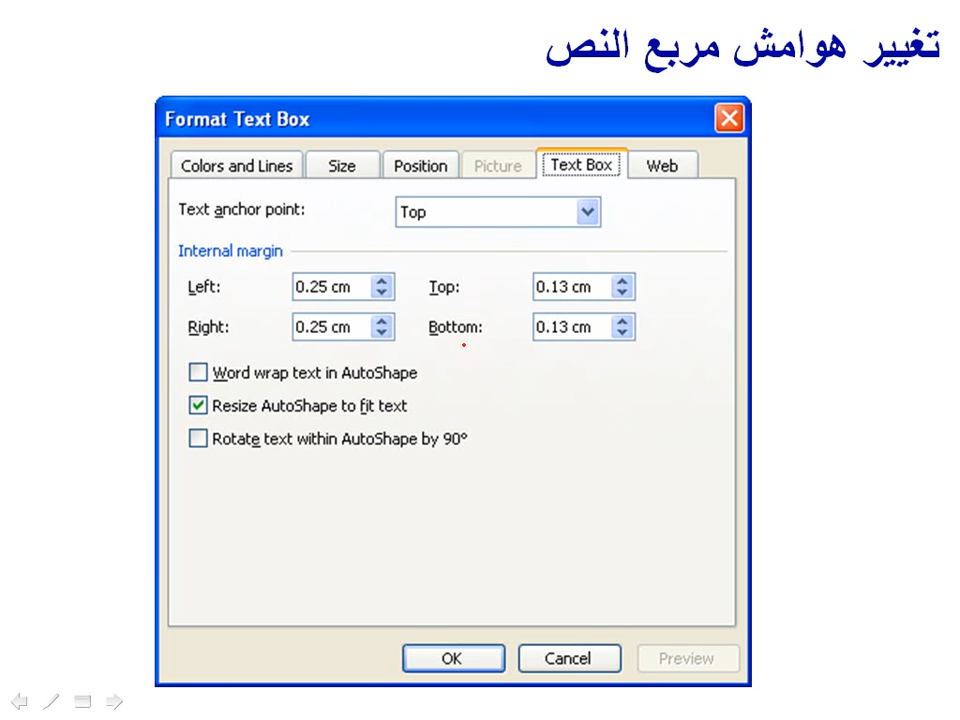 تغيير هوامش مربع النص
Format Text Box
Colors and Lines Size Position Picture Text Box Web
Text anchor point: Top
Internal margin
Left: 0.25 cm Top: 0.13 cm
Right: 0.25 cm Bottom: 0.13 cm
Word wrap text in AutoShape
Resize AutoShape to fit text
Rotate text within AutoShape by 90°
OK Cancel Preview